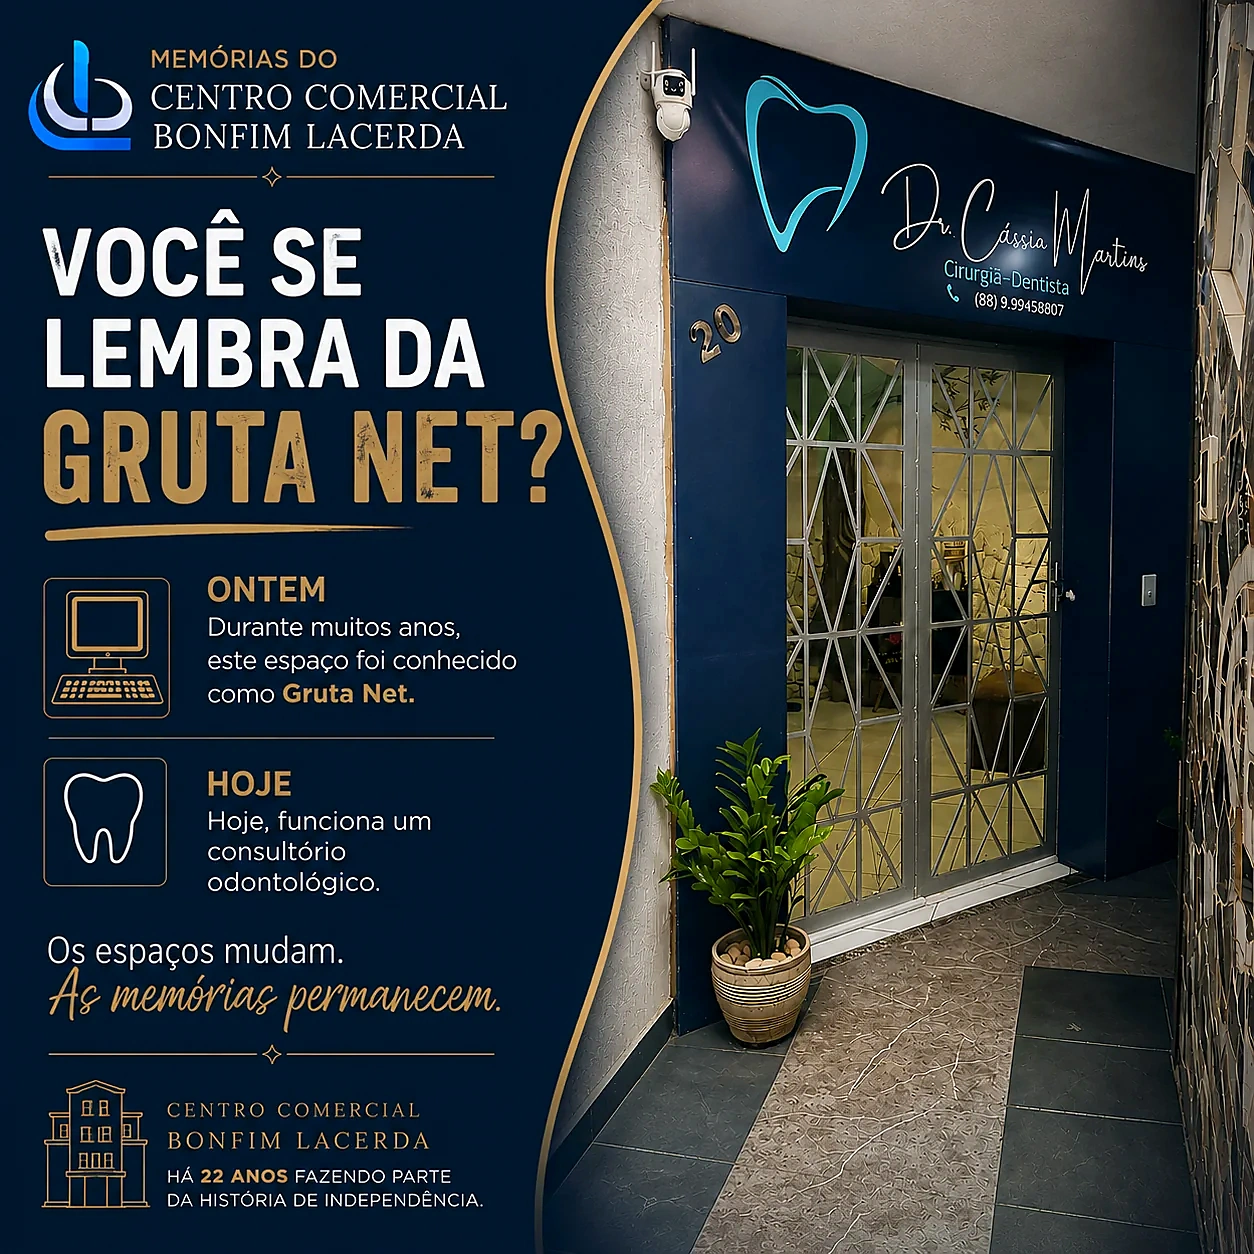 MEMÓRIAS DO
CENTRO COMERCIAL
BONFIM LACERDA
VOCÊ SE
LEMBRA DA
GRUTA NET?
ONTEM
Durante muitos anos,
este espaço foi conhecido
como Gruta Net.
HOJE
Hoje, funciona um
consultório
odontológico.
Os espaços mudam.
As memórias permanecem.
CENTRO COMERCIAL
BONFIM LACERDA
HÁ 22 ANOS FAZENDO PARTE
DA HISTÓRIA DE INDEPENDÊNCIA.
Dr. Cássia Martins
Cirurgiã-Dentista
(88) 9.99458807
20